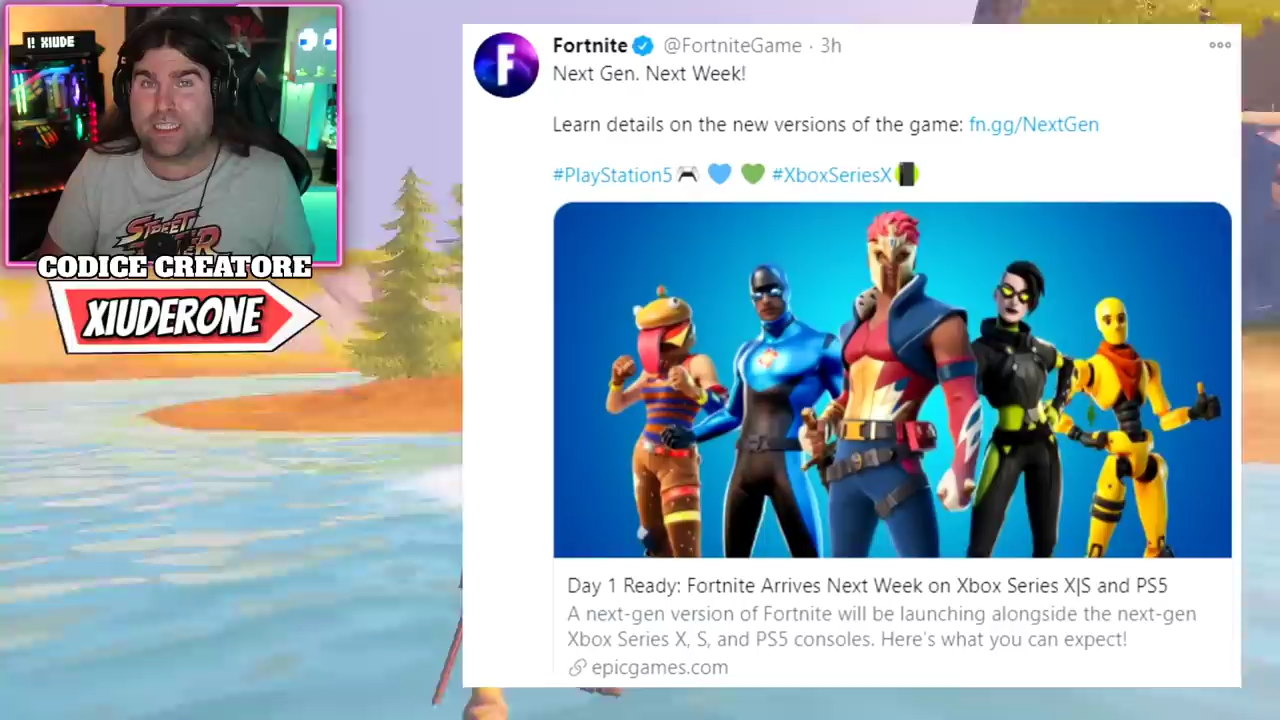 I! XIUDE
STREET
FIGHTER
CODICE CREATORE
XIUDERONE
Fortnite @FortniteGame · 3h
Next Gen. Next Week!
Learn details on the new versions of the game: fn.gg/NextGen
#PlayStation5🎮 💙 💚 #XboxSeriesX
Day 1 Ready: Fortnite Arrives Next Week on Xbox Series X|S and PS5
A next-gen version of Fortnite will be launching alongside the next-gen
Xbox Series X, S, and PS5 consoles. Here's what you can expect!
epicgames.com